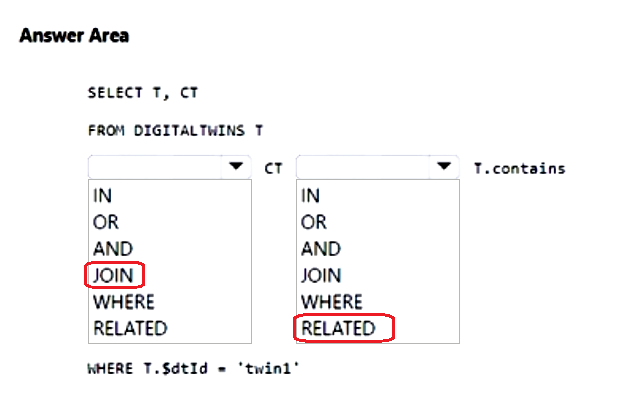 Answer Area
SELECT T, CT
FROM DIGITALTWINS T
CT T.contains
IN IN
OR OR
AND AND
JOIN JOIN
WHERE WHERE
RELATED RELATED
WHERE T.$dtId = 'twin1'